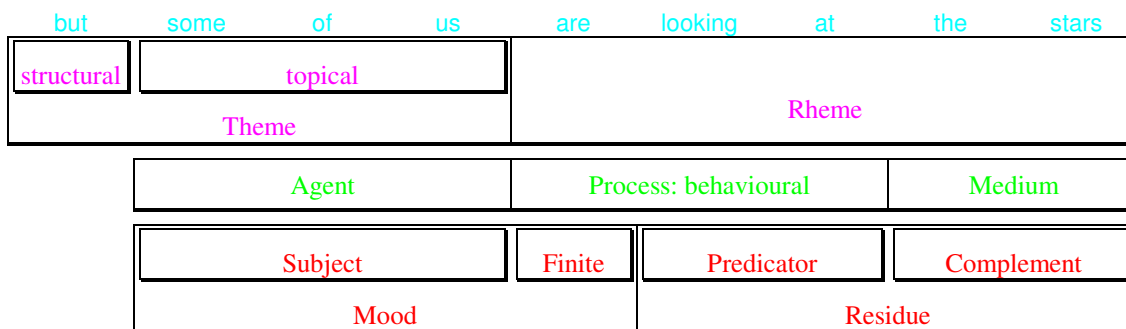 but some of us are looking at the stars
structural topical
Rheme
Theme
Agent Process: behavioural Medium
Subject Finite Predicator Complement
Mood Residue